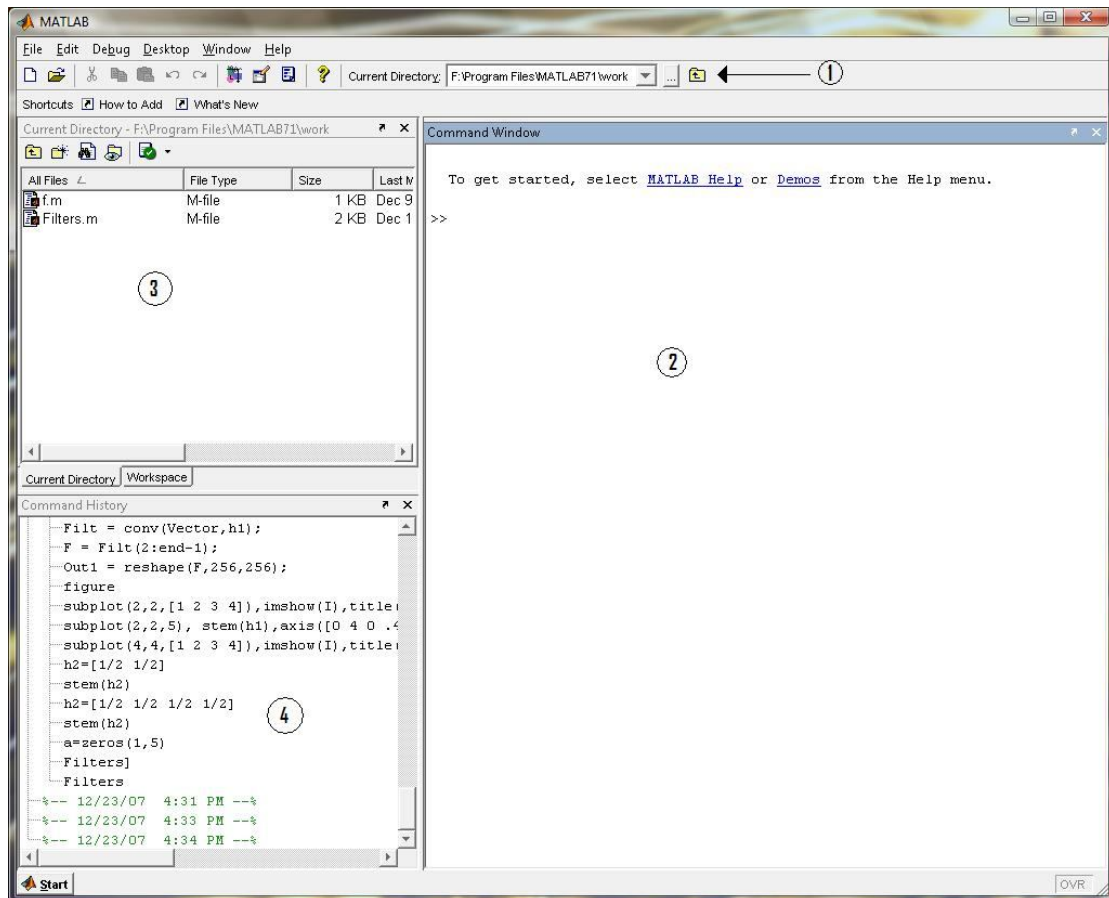 MATLAB
File Edit Debug Desktop Window Help
Current Directory: F:\Program Files\MATLAB71\work ... 1
Shortcuts How to Add What's New
Current Directory - F:\Program Files\MATLAB71\work
All Files File Type Size Last M
f.m M-file 1 KB Dec 9
Filters.m M-file 2 KB Dec 1
3
Current Directory Workspace
Command History
Filt = conv(Vector,h1);
F = Filt(2:end-1);
Out1 = reshape(F,256,256);
figure
subplot(2,2,[1 2 3 4]),imshow(I),title(
subplot(2,2,5), stem(h1),axis([0 4 0 .4
subplot(4,4,[1 2 3 4]),imshow(I),title(
h2=[1/2 1/2]
stem(h2)
h2=[1/2 1/2 1/2 1/2]
stem(h2)
4
a=zeros(1,5)
Filters]
Filters
%-- 12/23/07 4:31 PM --%
%-- 12/23/07 4:33 PM --%
%-- 12/23/07 4:34 PM --%
Command Window
To get started, select MATLAB Help or Demos from the Help menu.
>>
2
Start
OVR